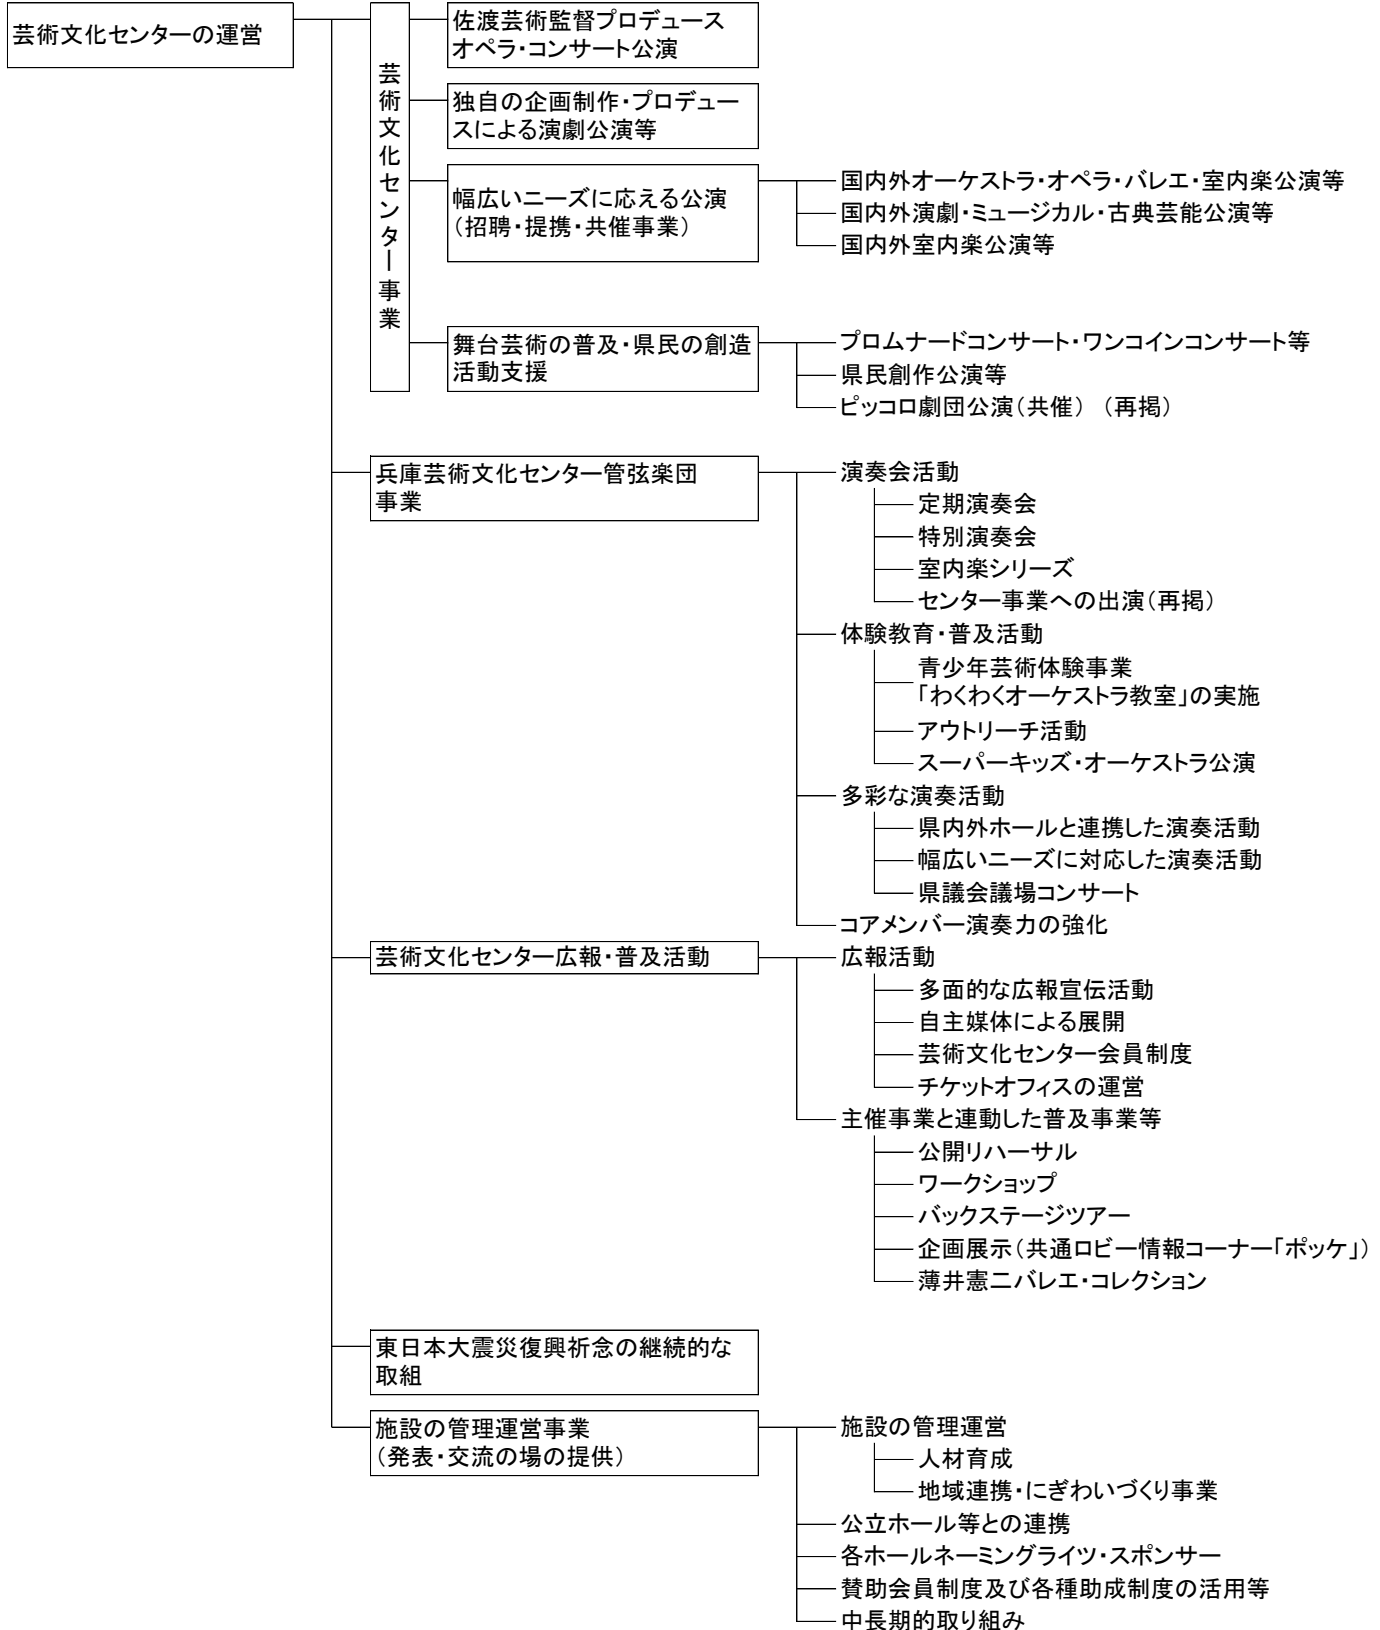 芸術文化センターの運営
芸術文化センター事業
佐渡芸術監督プロデュース
オペラ・コンサート公演
独自の企画制作・プロデュー
スによる演劇公演等
幅広いニーズに応える公演
（招聘・提携・共催事業）
国内外オーケストラ・オペラ・バレエ・室内楽公演等
国内外演劇・ミュージカル・古典芸能公演等
国内外室内楽公演等
舞台芸術の普及・県民の創造
活動支援
プロムナードコンサート・ワンコインコンサート等
県民創作公演等
ピッコロ劇団公演（共催）（再掲）
兵庫芸術文化センター管弦楽団
事業
演奏会活動
定期演奏会
特別演奏会
室内楽シリーズ
センター事業への出演（再掲）
体験教育・普及活動
青少年芸術体験事業
「わくわくオーケストラ教室」の実施
アウトリーチ活動
スーパーキッズ・オーケストラ公演
多彩な演奏活動
県内外ホールと連携した演奏活動
幅広いニーズに対応した演奏活動
県議会議場コンサート
コアメンバー演奏力の強化
芸術文化センター広報・普及活動
広報活動
多面的な広報宣伝活動
自主媒体による展開
芸術文化センター会員制度
チケットオフィスの運営
主催事業と連動した普及事業等
公開リハーサル
ワークショップ
バックステージツアー
企画展示（共通ロビー情報コーナー「ポッケ」）
薄井憲二バレエ・コレクション
東日本大震災復興祈念の継続的な
取組
施設の管理運営事業
（発表・交流の場の提供）
施設の管理運営
人材育成
地域連携・にぎわいづくり事業
公立ホール等との連携
各ホールネーミングライツ・スポンサー
賛助会員制度及び各種助成制度の活用等
中長期的取り組み